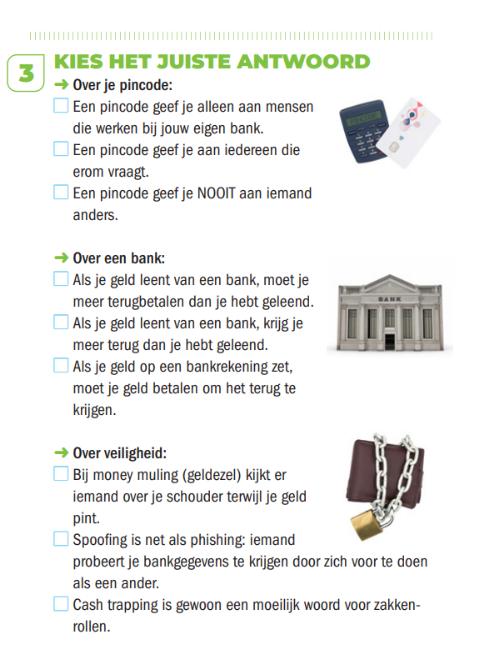 3
KIES HET JUISTE ANTWOORD
➔ Over je pincode:
Een pincode geef je alleen aan mensen
die werken bij jouw eigen bank.
Een pincode geef je aan iedereen die
erom vraagt.
Een pincode geef je NOOIT aan iemand
anders.
PINCODE
➔ Over een bank:
Als je geld leent van een bank, moet je
meer terugbetalen dan je hebt geleend.
Als je geld leent van een bank, krijg je
meer terug dan je hebt geleend.
Als je geld op een bankrekening zet,
moet je geld betalen om het terug te
krijgen.
BANK
➔ Over veiligheid:
Bij money muling (geldezel) kijkt er
iemand over je schouder terwijl je geld
pint.
Spoofing is net als phishing: iemand
probeert je bankgegevens te krijgen door zich voor te doen
als een ander.
Cash trapping is gewoon een moeilijk woord voor zakken-
rollen.